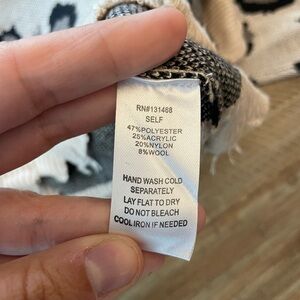 RN#131468
SELF
47%POLYESTER
25%ACRYLIC
20%NYLON
8%WOOL
HAND WASH COLD
SEPARATELY
LAY FLAT TO DRY
DO NOT BLEACH
COOL IRON IF NEEDED